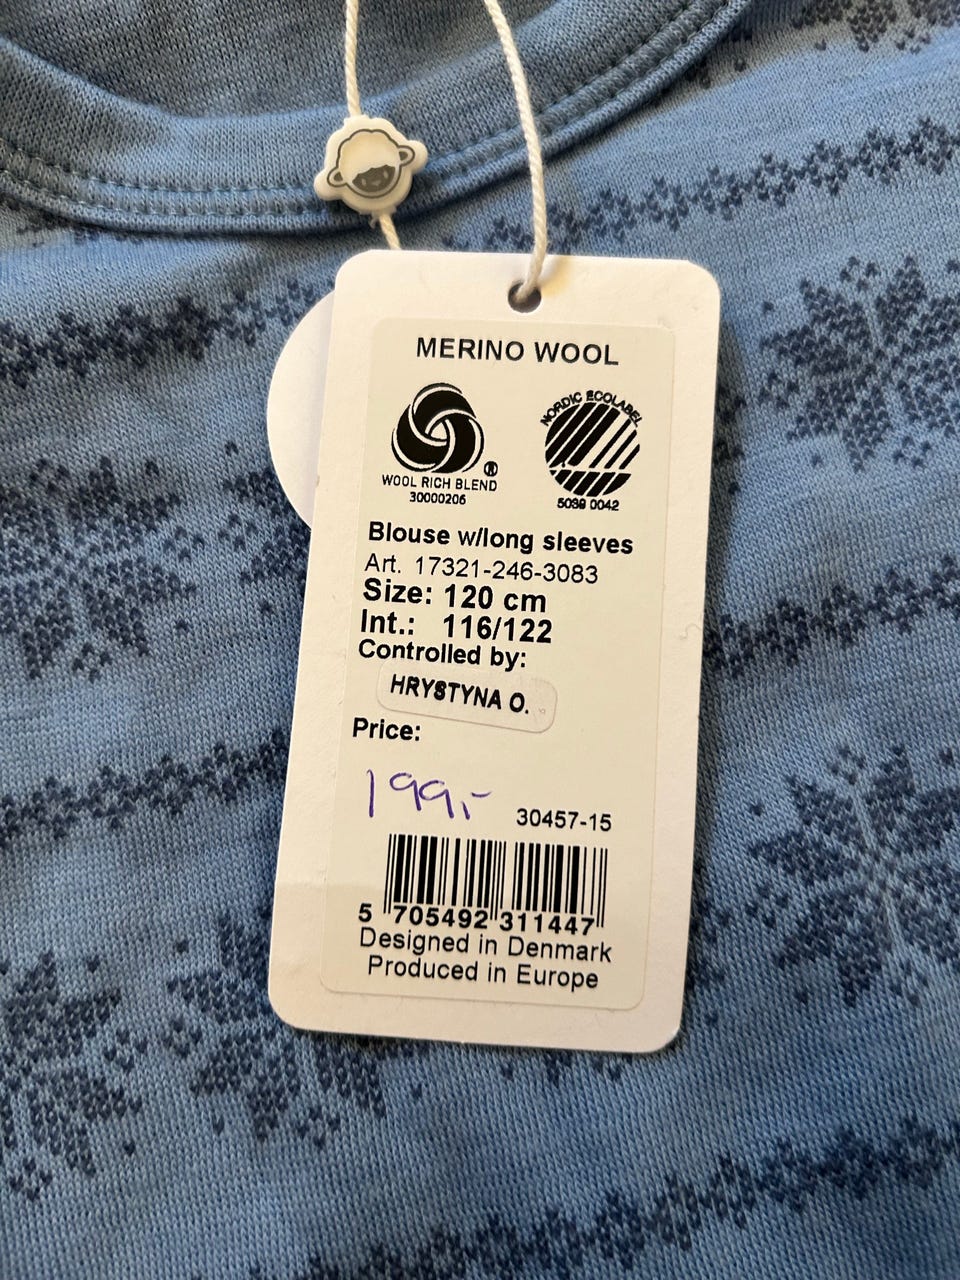 MERINO WOOL
NORDIC ECOLABEL
®
WOOL RICH BLEND
30000206
5039 0042
Blouse w/long sleeves
Art. 17321-246-3083
Size: 120 cm
Int.: 116/122
Controlled by:
HRYSTYNA O.
Price:
199,-
30457-15
5 705492 311447
Designed in Denmark
Produced in Europe